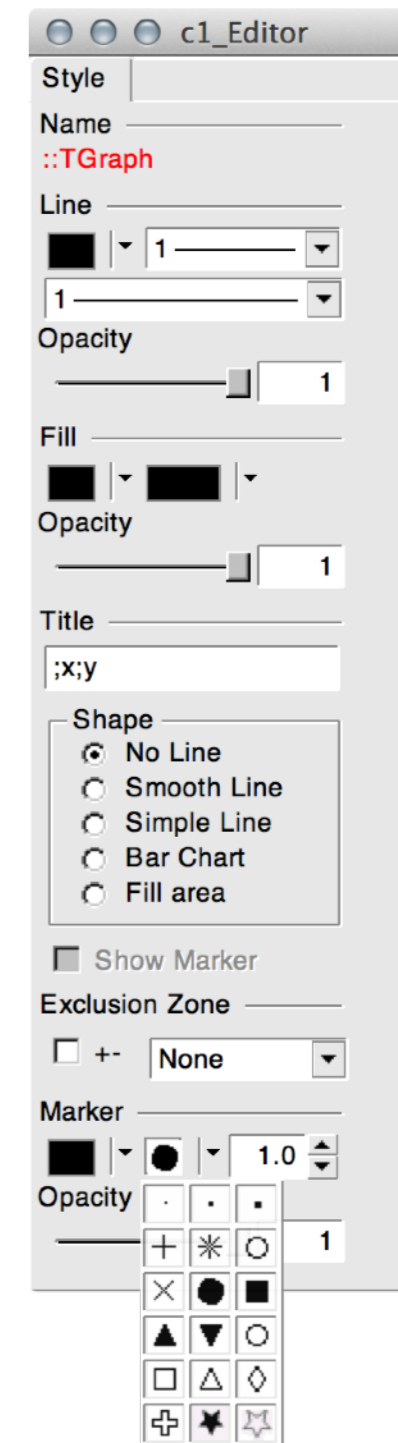 c1_Editor
Style
Name
::TGraph
Line
1
1
Opacity
1
Fill
Opacity
1
Title
;x;y
Shape
No Line
Smooth Line
Simple Line
Bar Chart
Fill area
Show Marker
Exclusion Zone
+- None
Marker
1.0
Opacity
1